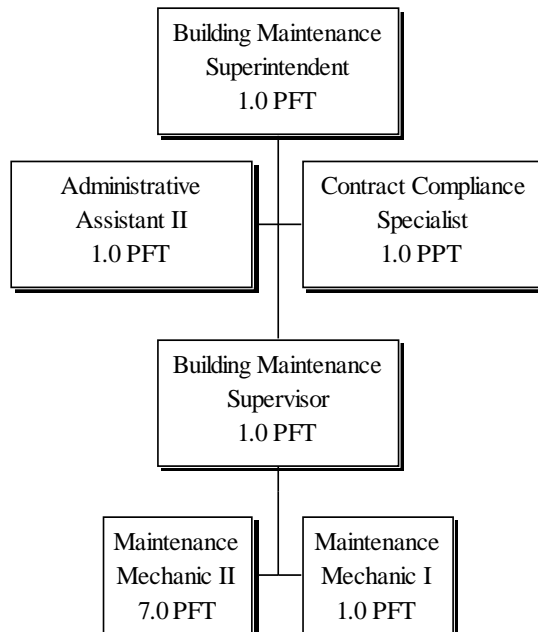 Building Maintenance
Superintendent
1.0 PFT
Administrative
Assistant II
1.0 PFT
Contract Compliance
Specialist
1.0 PPT
Building Maintenance
Supervisor
1.0 PFT
Maintenance
Mechanic II
7.0 PFT
Maintenance
Mechanic I
1.0 PFT